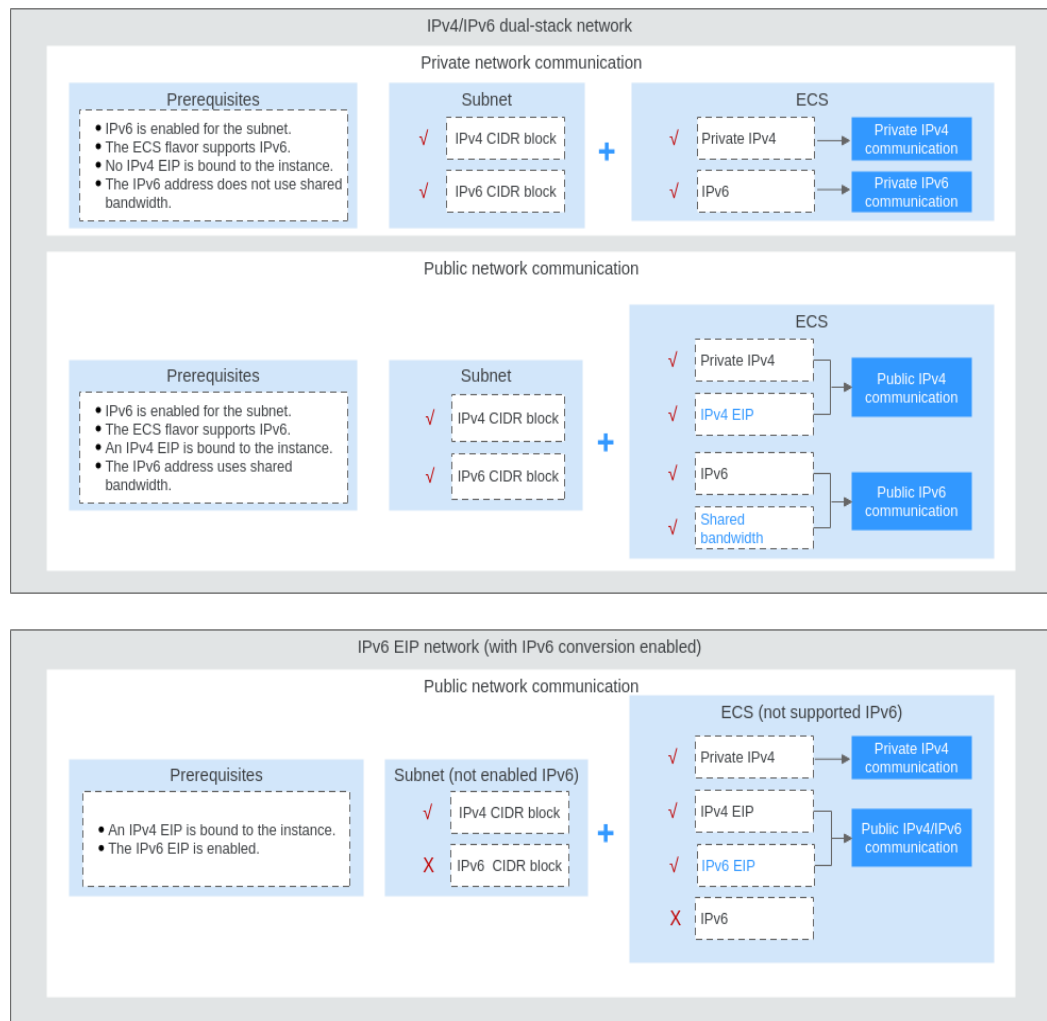 IPv4/IPv6 dual-stack network
Private network communication
Prerequisites
• IPv6 is enabled for the subnet.
• The ECS flavor supports IPv6.
• No IPv4 EIP is bound to the instance.
• The IPv6 address does not use shared
bandwidth.
Subnet
√ IPv4 CIDR block
√ IPv6 CIDR block
+
ECS
√ Private IPv4
Private IPv4
communication
√ IPv6
Private IPv6
communication
Public network communication
Prerequisites
• IPv6 is enabled for the subnet.
• The ECS flavor supports IPv6.
• An IPv4 EIP is bound to the instance.
• The IPv6 address uses shared
bandwidth.
Subnet
√ IPv4 CIDR block
√ IPv6 CIDR block
+
ECS
√ Private IPv4
√ IPv4 EIP
Public IPv4
communication
√ IPv6
√ Shared
bandwidth
Public IPv6
communication
IPv6 EIP network (with IPv6 conversion enabled)
Public network communication
Prerequisites
• An IPv4 EIP is bound to the instance.
• The IPv6 EIP is enabled.
Subnet (not enabled IPv6)
√ IPv4 CIDR block
X IPv6 CIDR block
+
ECS (not supported IPv6)
√ Private IPv4
Private IPv4
communication
√ IPv4 EIP
√ IPv6 EIP
Public IPv4/IPv6
communication
X IPv6